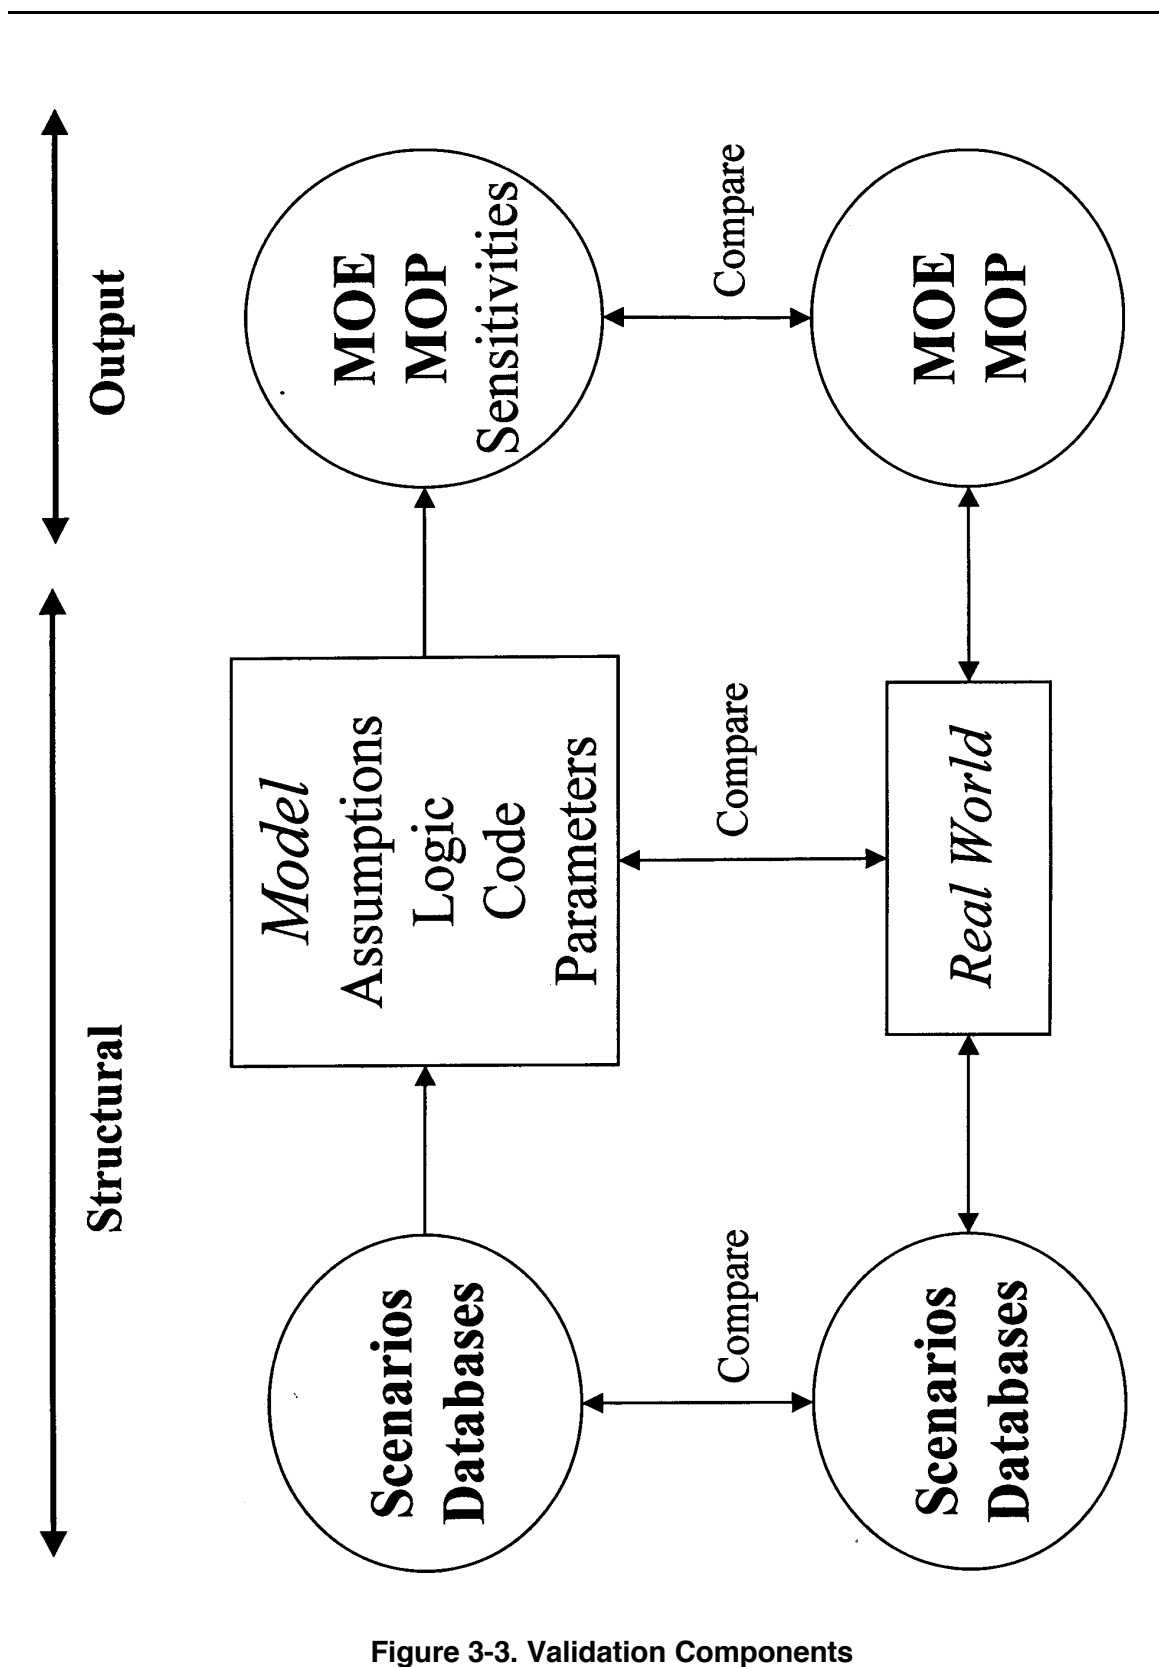 Structural
Output
Scenarios
Databases
Model
Assumptions
Logic
Code
Parameters
MOE
MOP
Sensitivities
Compare
Compare
Compare
Scenarios
Databases
Real World
MOE
MOP
Figure 3-3. Validation Components